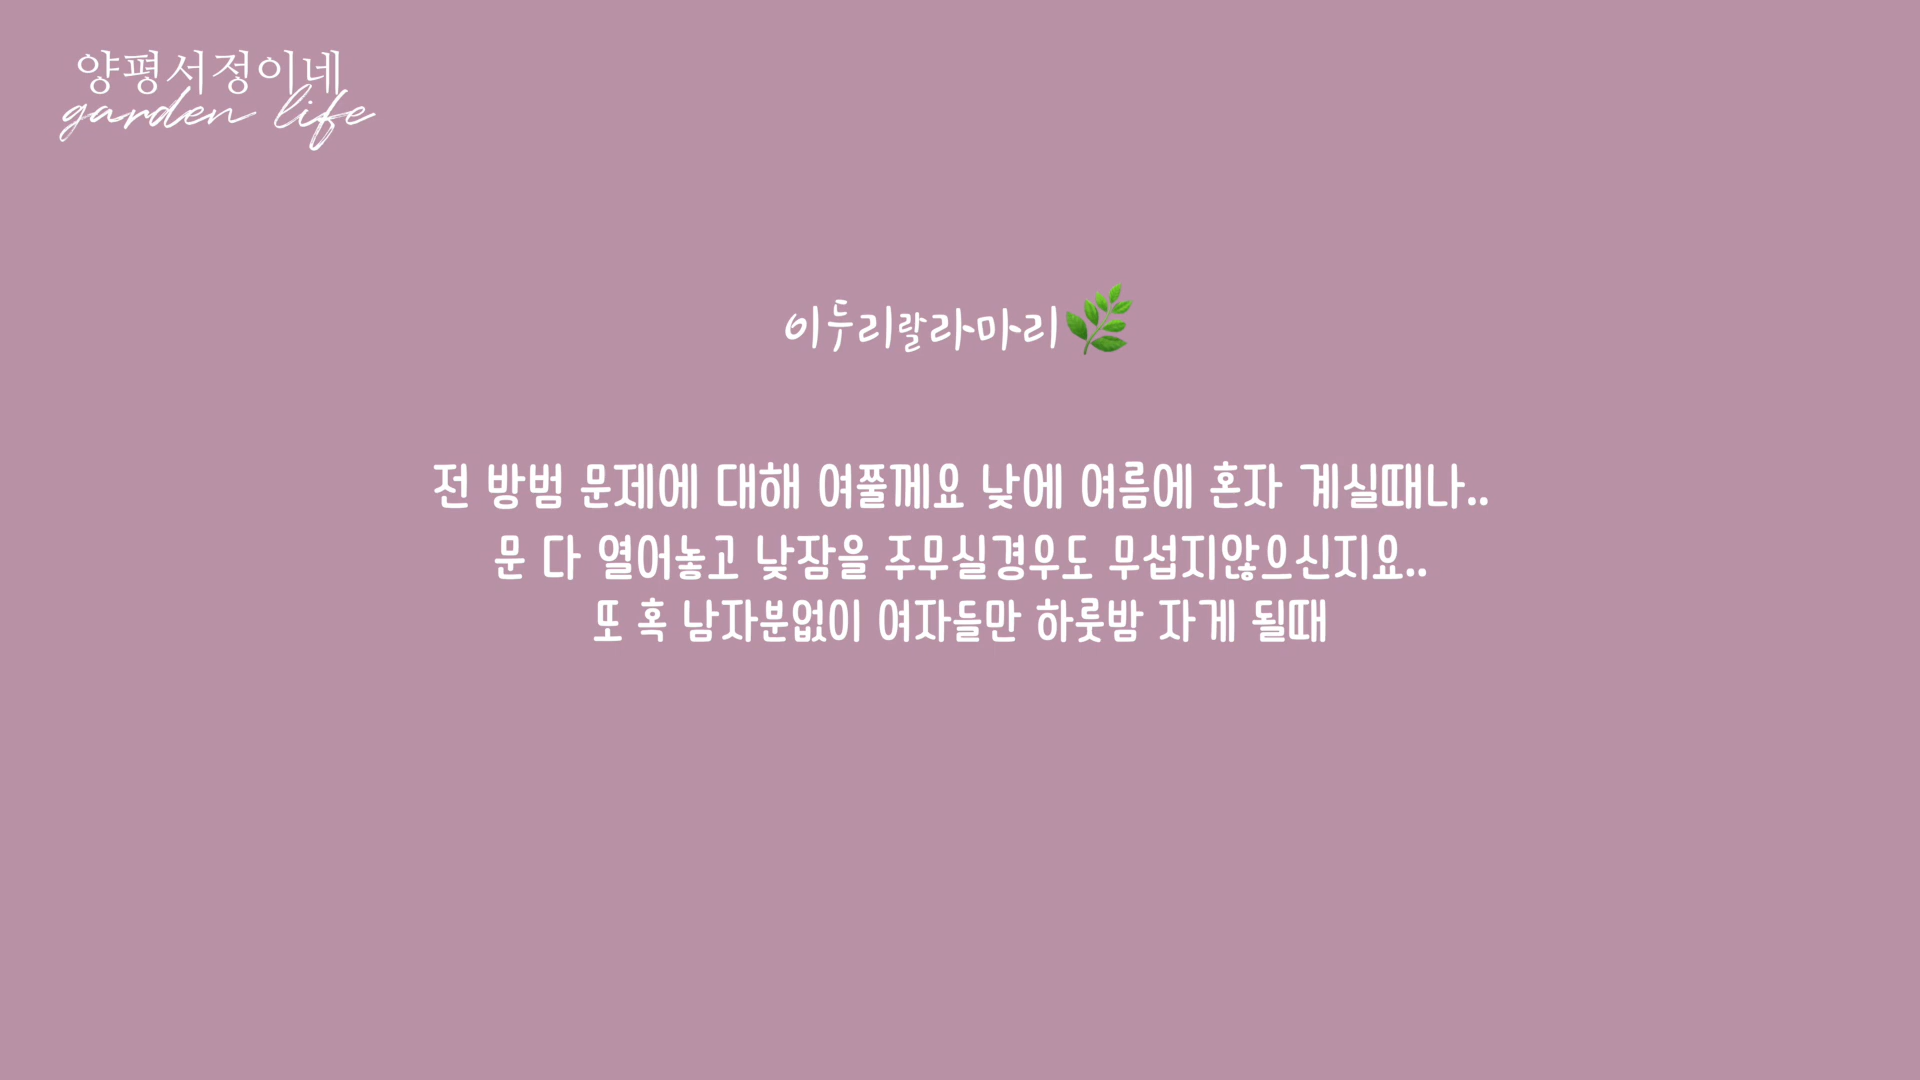 양평서정이네
garden life
이두리랄라마리
전 방범 문제에 대해 여쭐께요 낮에 여름에 혼자 계실때나..
문 다 열어놓고 낮잠을 주무실경우도 무섭지않으신지요..
또 혹 남자분없이 여자들만 하룻밤 자게 될때